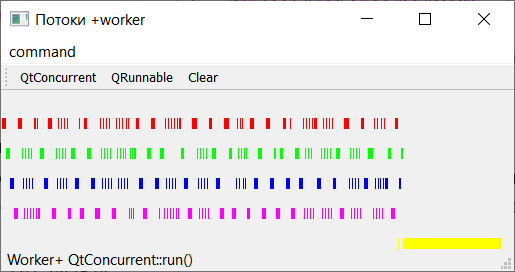 Потоки +worker
command
QtConcurrent QRunnable Clear
Worker+ QtConcurrent::run()